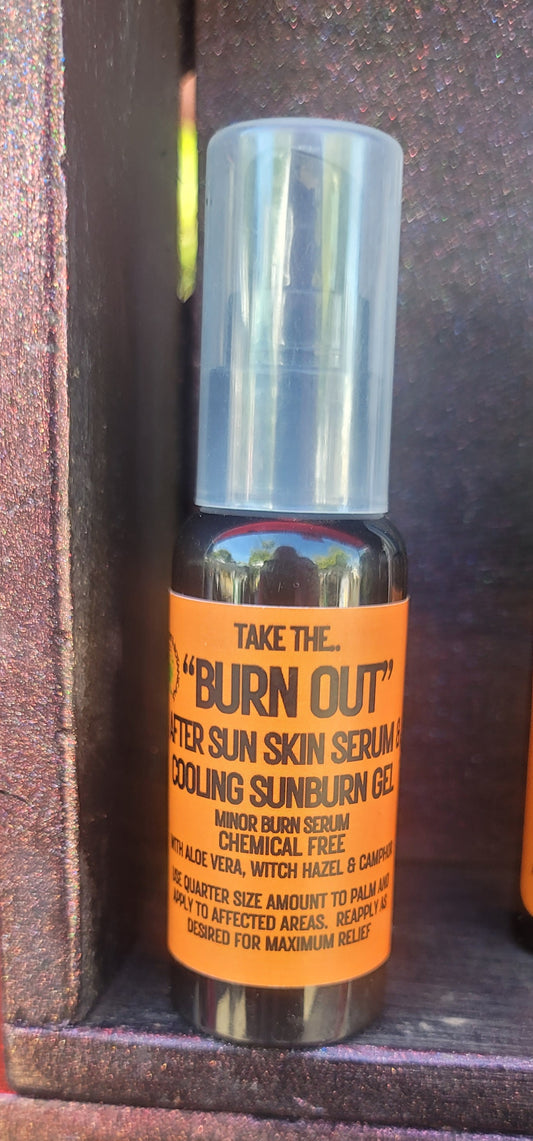 TAKE THE..
"BURN OUT"
AFTER SUN SKIN SERUM &
COOLING SUNBURN GEL
MINOR BURN SERUM
CHEMICAL FREE
WITH ALOE VERA, WITCH HAZEL & CAMPHOR
USE QUARTER SIZE AMOUNT TO PALM AND
APPLY TO AFFECTED AREAS. REAPPLY AS
DESIRED FOR MAXIMUM RELIEF